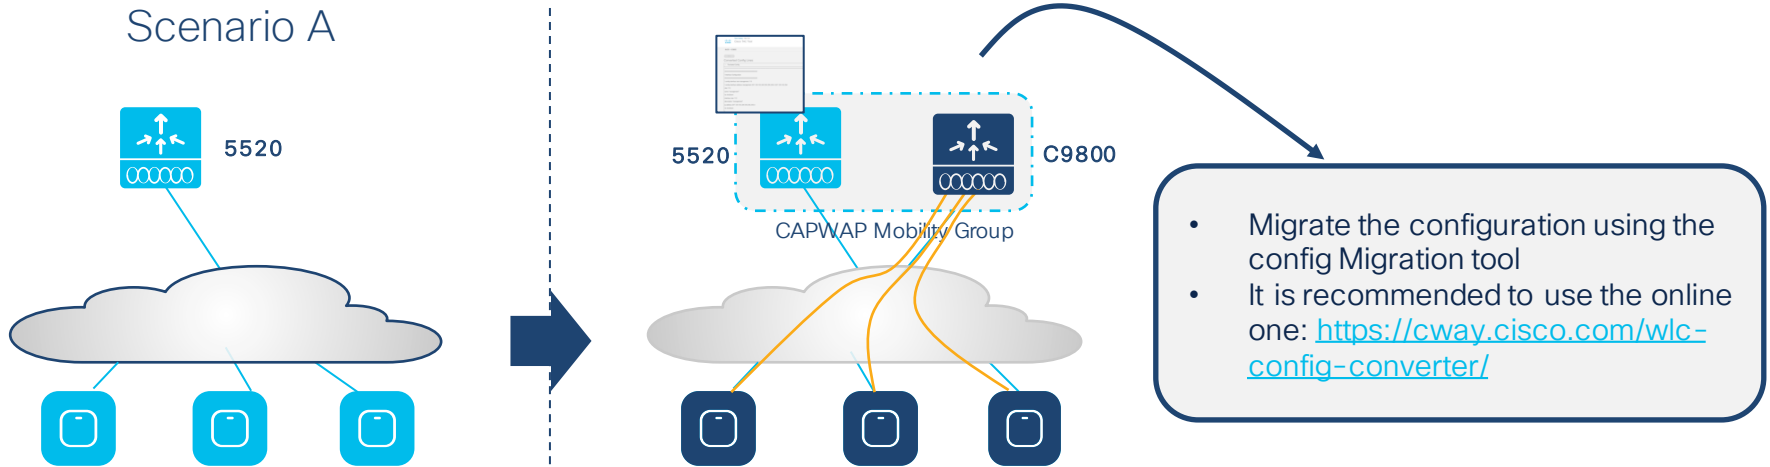 Scenario A
5520
5520
C9800
CAPWAP Mobility Group
• Migrate the configuration using the
config Migration tool
• It is recommended to use the online
one: https://cway.cisco.com/wlc-
config-converter/